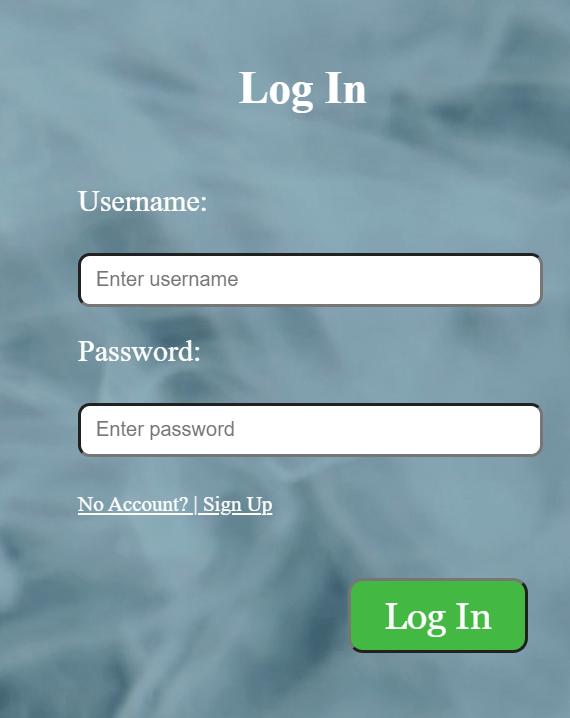 Log In
Username:
Enter username
Password:
Enter password
No Account? | Sign Up
Log In